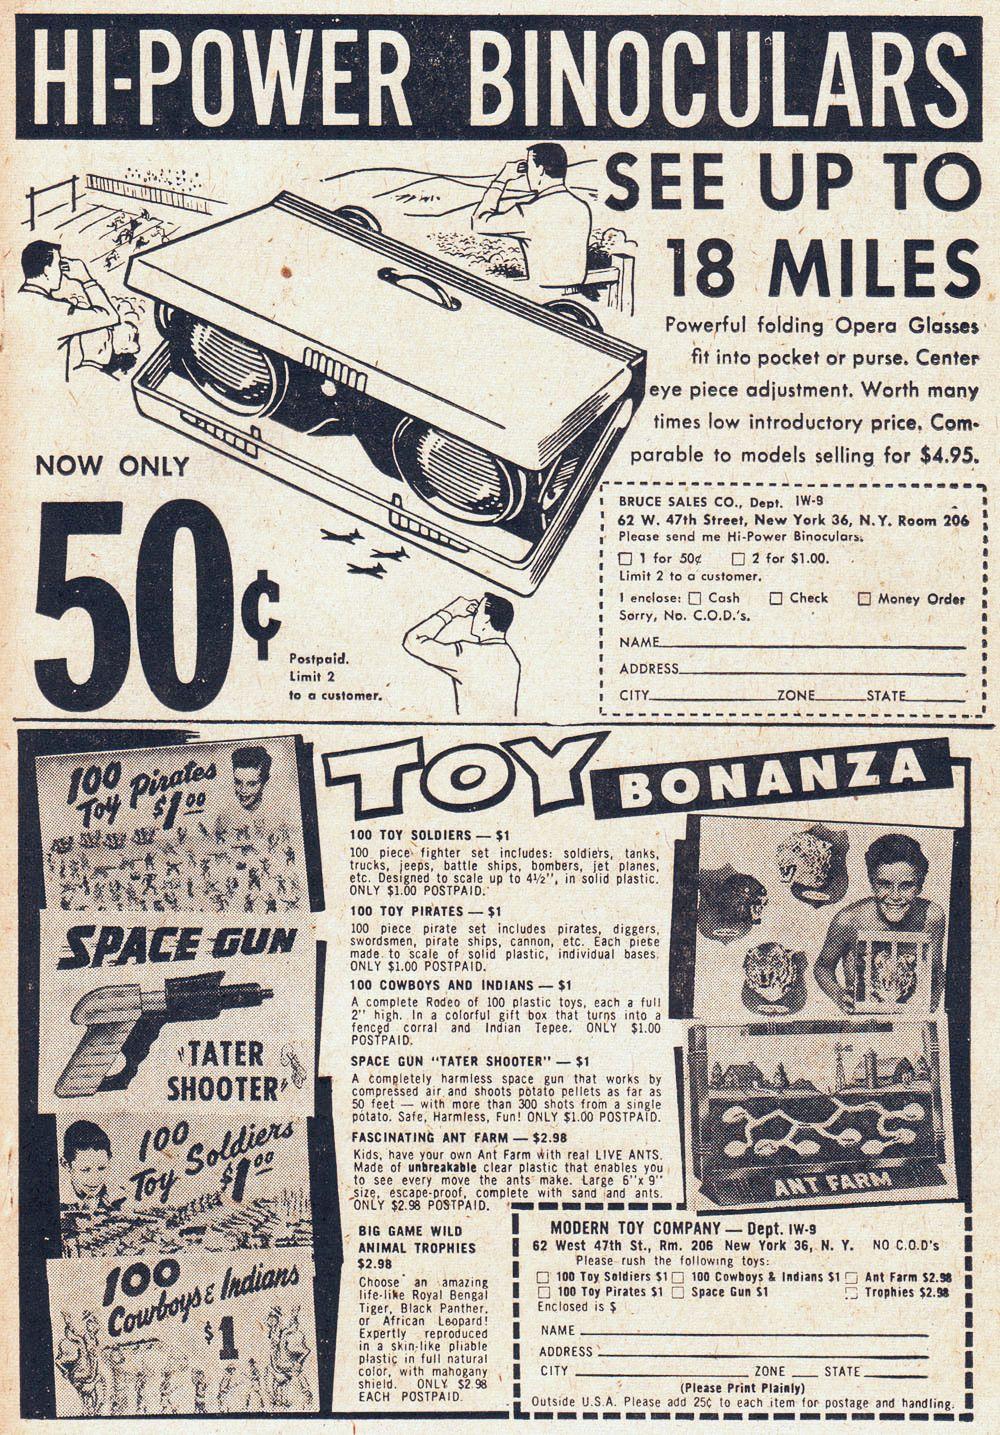 HI-POWER BINOCULARS
SEE UP TO
18 MILES
Powerful folding Opera Glasses
fit into pocket or purse. Center
eye piece adjustment. Worth many
times low introductory price. Com-
parable to models selling for $4.95.
NOW ONLY
50¢
Postpaid.
Limit 2
to a customer.
BRUCE SALES CO., Dept. IW-9
62 W. 47th Street, New York 36, N.Y. Room 206
Please send me Hi-Power Binoculars.
1 for 50¢ 2 for $1.00.
Limit 2 to a customer.
I enclose: Cash Check Money Order
Sorry, No. C.O.D.'s.
NAME
ADDRESS
CITY ZONE STATE
TOY BONANZA
100
Toy Pirates
$1.00
SPACE GUN
"TATER
SHOOTER"
100
Toy Soldiers
$1.00
100
Cowboys & Indians
$1
100 TOY SOLDIERS — $1
100 piece fighter set includes: soldiers, tanks,
trucks, jeeps, battle ships, bombers, jet planes,
etc. Designed to scale up to 4½", in solid plastic.
ONLY $1.00 POSTPAID.
100 TOY PIRATES — $1
100 piece pirate set includes pirates, diggers,
swordsmen, pirate ships, cannon, etc. Each piece
made to scale of solid plastic, individual bases.
ONLY $1.00 POSTPAID.
100 COWBOYS AND INDIANS — $1
A complete Rodeo of 100 plastic toys, each a full
2" high. In a colorful gift box that turns into a
fenced corral and Indian Tepee. ONLY $1.00
POSTPAID.
SPACE GUN "TATER SHOOTER" — $1
A completely harmless space gun that works by
compressed air and shoots potato pellets as far as
50 feet — with more than 300 shots from a single
potato. Safe, Harmless, Fun! ONLY $1.00 POSTPAID.
FASCINATING ANT FARM — $2.98
Kids, have your own Ant Farm with real LIVE ANTS.
Made of unbreakable clear plastic that enables you
to see every move the ants make. Large 6"x 9"
size, escape-proof, complete with sand and ants.
ONLY $2.98 POSTPAID.
BIG GAME WILD
ANIMAL TROPHIES
$2.98
Choose an amazing
life-like Royal Bengal
Tiger, Black Panther,
or African Leopard!
Expertly reproduced
in a skin-like pliable
plastic in full natural
color, with mahogany
shield. ONLY $2.98
EACH POSTPAID.
ANT FARM
MODERN TOY COMPANY — Dept. IW-9
62 West 47th St., Rm. 206 New York 36, N. Y. NO C.O.D's
Please rush the following toys:
100 Toy Soldiers $1 100 Cowboys & Indians $1 Ant Farm $2.98
100 Toy Pirates $1 Space Gun $1 Trophies $2.98
Enclosed is $
NAME
ADDRESS
CITY ZONE STATE
(Please Print Plainly)
Outside U.S.A. Please add 25¢ to each item for postage and handling.